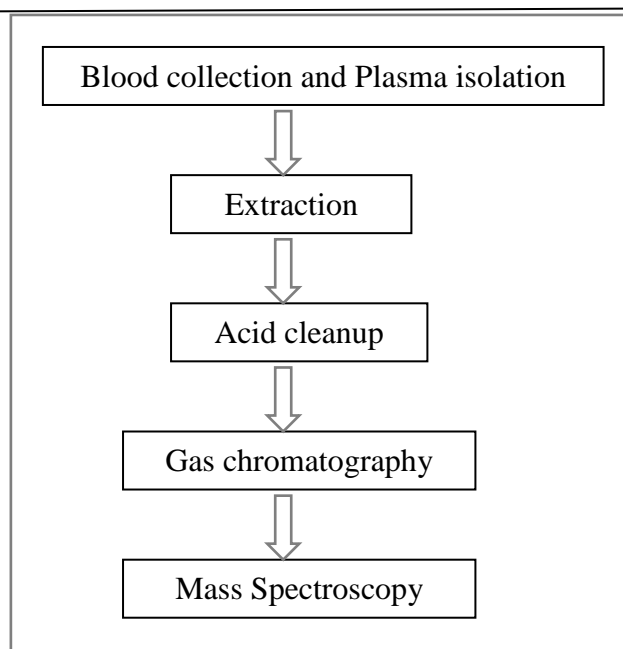 Blood collection and Plasma isolation
Extraction
Acid cleanup
Gas chromatography
Mass Spectroscopy